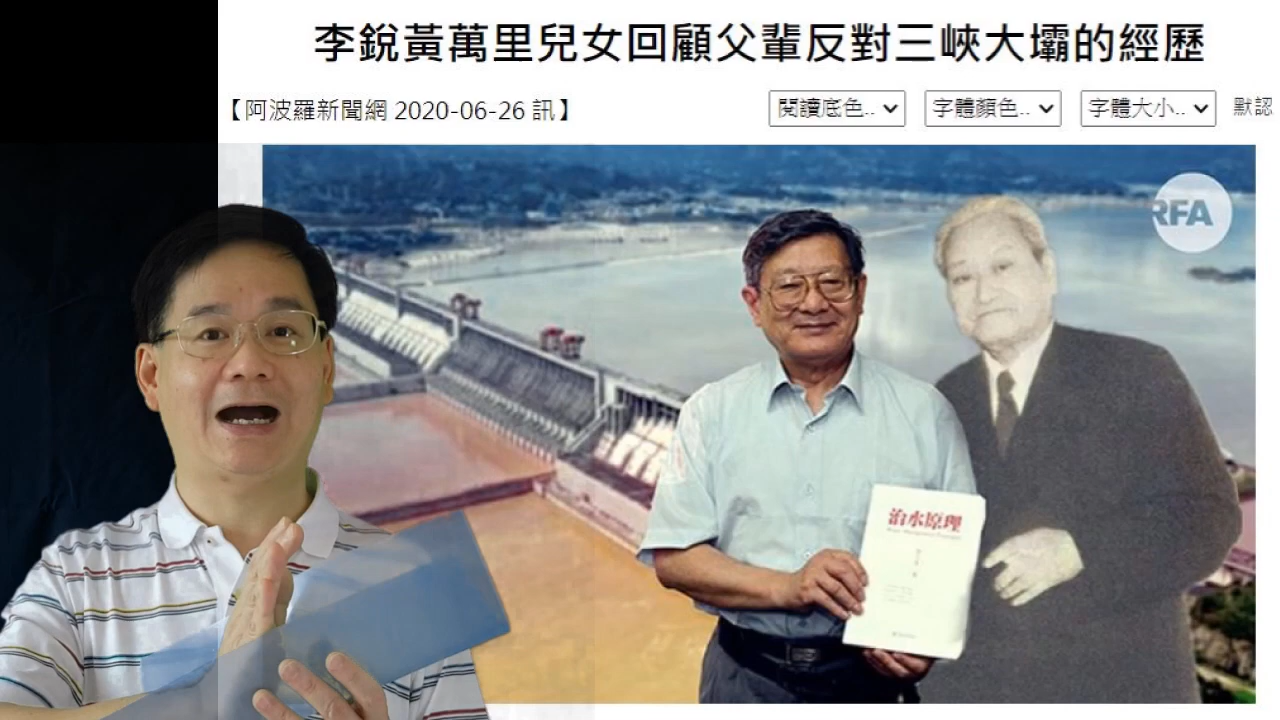 李銳黃萬里兒女回顧父輩反對三峽大壩的經歷
【阿波羅新聞網 2020-06-26 訊】
閱讀底色.. 字體顏色.. 字體大小.. 默認
RFA
治水原理